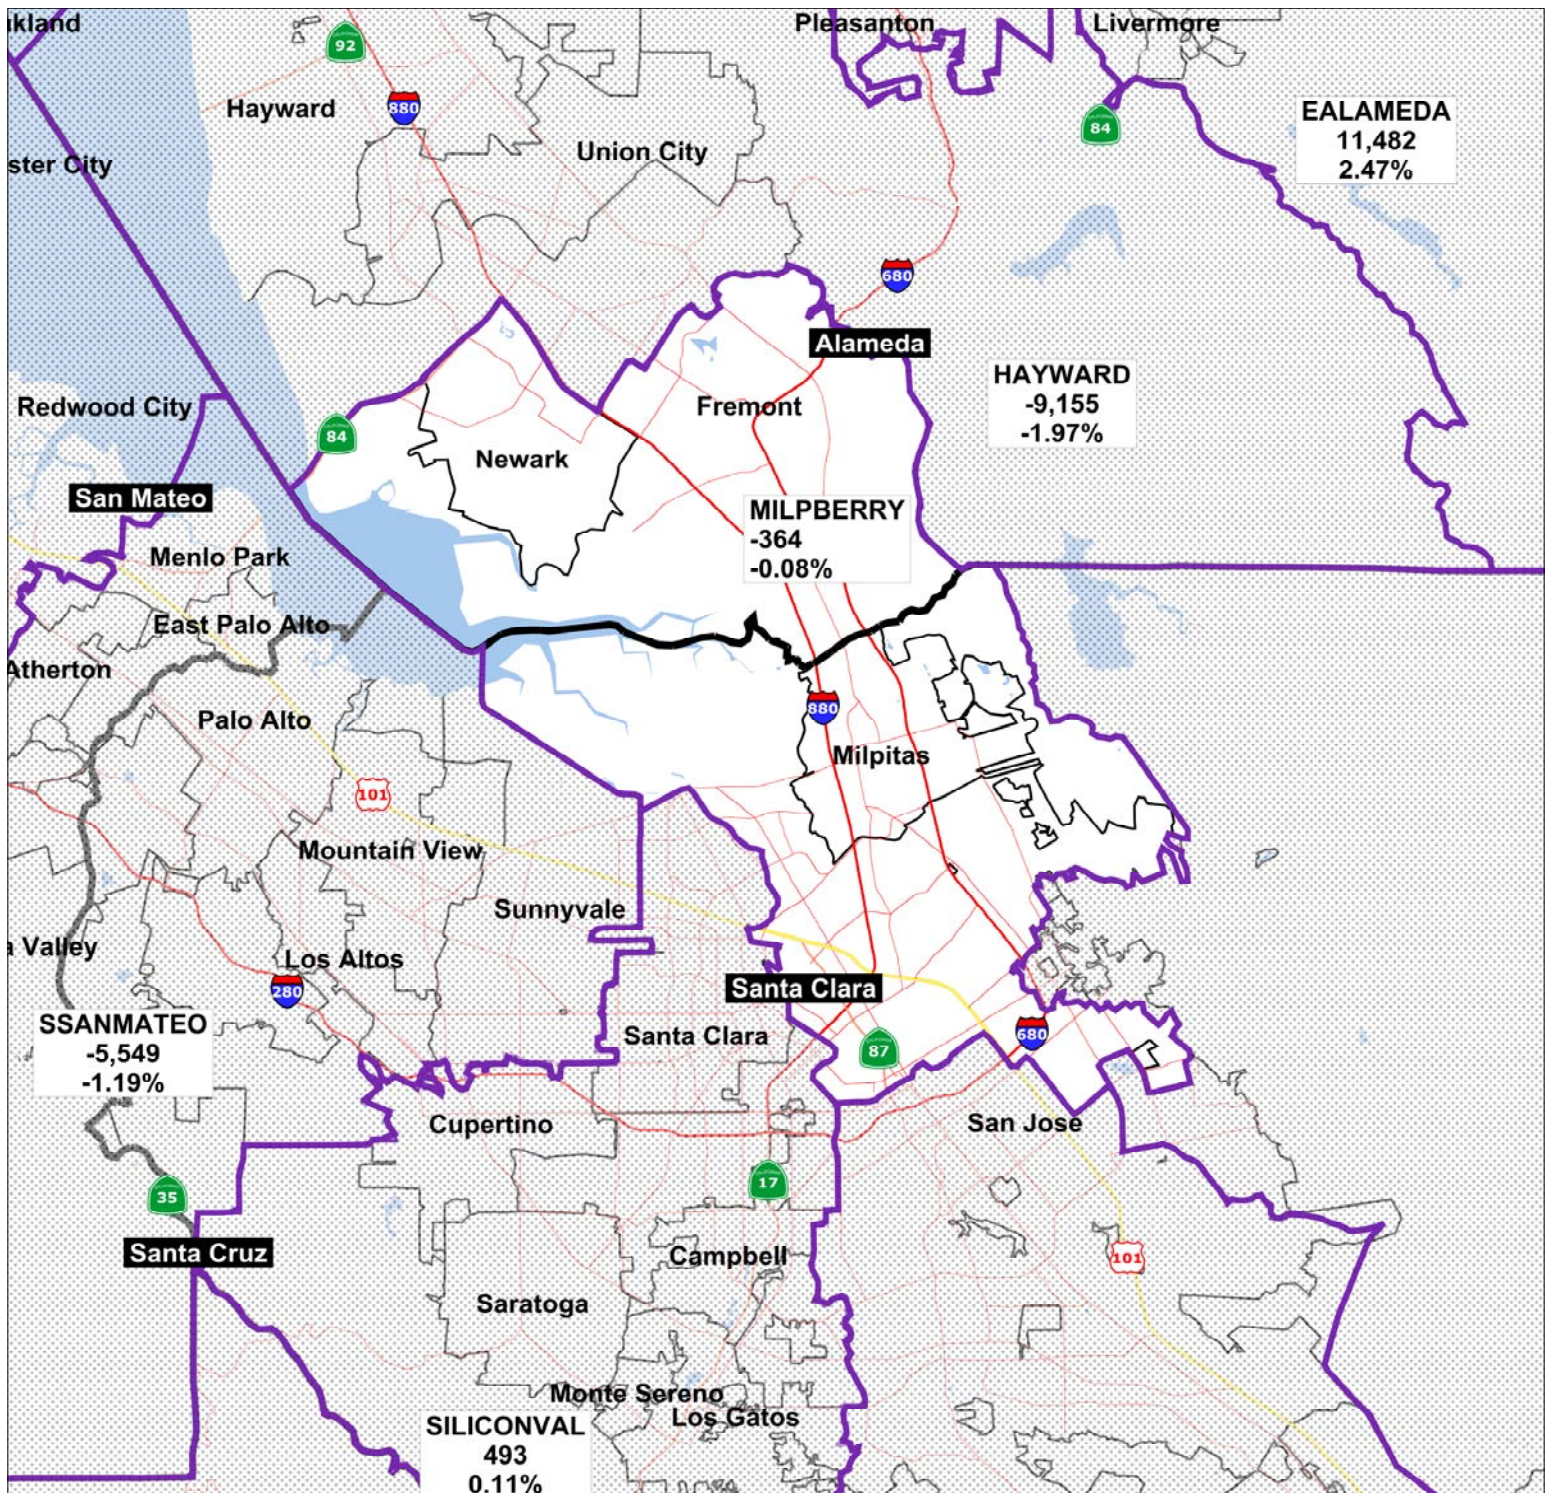 kland
92
Pleasanton
Livermore
Hayward
880
84
EALAMEDA
11,482
2.47%
Union City
ster City
680
Alameda
HAYWARD
-9,155
-1.97%
Redwood City
84
Fremont
Newark
San Mateo
MILPBERRY
-364
-0.08%
Menlo Park
East Palo Alto
Atherton
Palo Alto
880
Milpitas
101
Mountain View
Sunnyvale
a Valley
Los Altos
280
Santa Clara
SSANMATEO
-5,549
-1.19%
Santa Clara
87
680
Cupertino
San Jose
17
35
Santa Cruz
Campbell
101
Saratoga
Monte Sereno
Los Gatos
SILICONVAL
493
0.11%